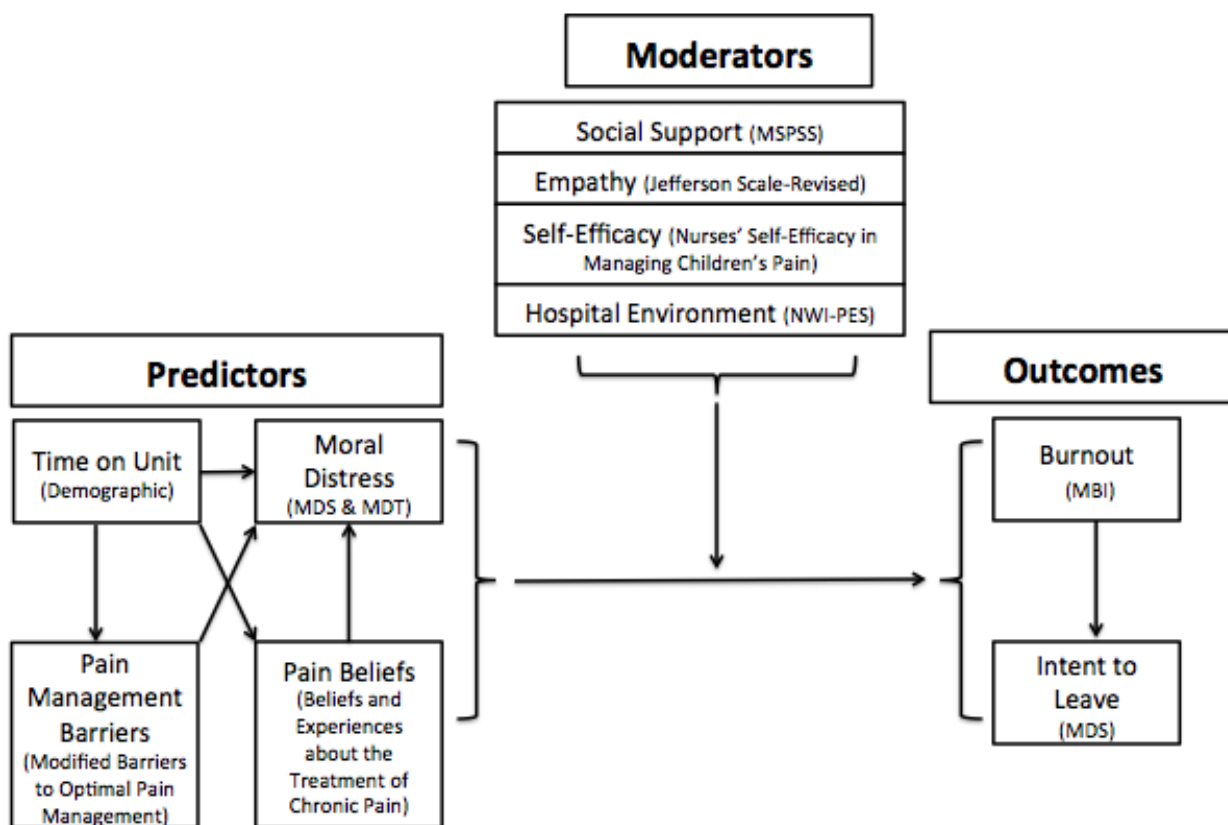 Moderators
Social Support (MSPSS)
Empathy (Jefferson Scale-Revised)
Self-Efficacy (Nurses' Self-Efficacy in
Managing Children's Pain)
Hospital Environment (NWI-PES)
Predictors
Time on Unit
(Demographic)
Moral
Distress
(MDS & MDT)
Pain
Management
Barriers
(Modified Barriers
to Optimal Pain
Management)
Pain Beliefs
(Beliefs and
Experiences
about the
Treatment of
Chronic Pain)
Outcomes
Burnout
(MBI)
Intent to
Leave
(MDS)